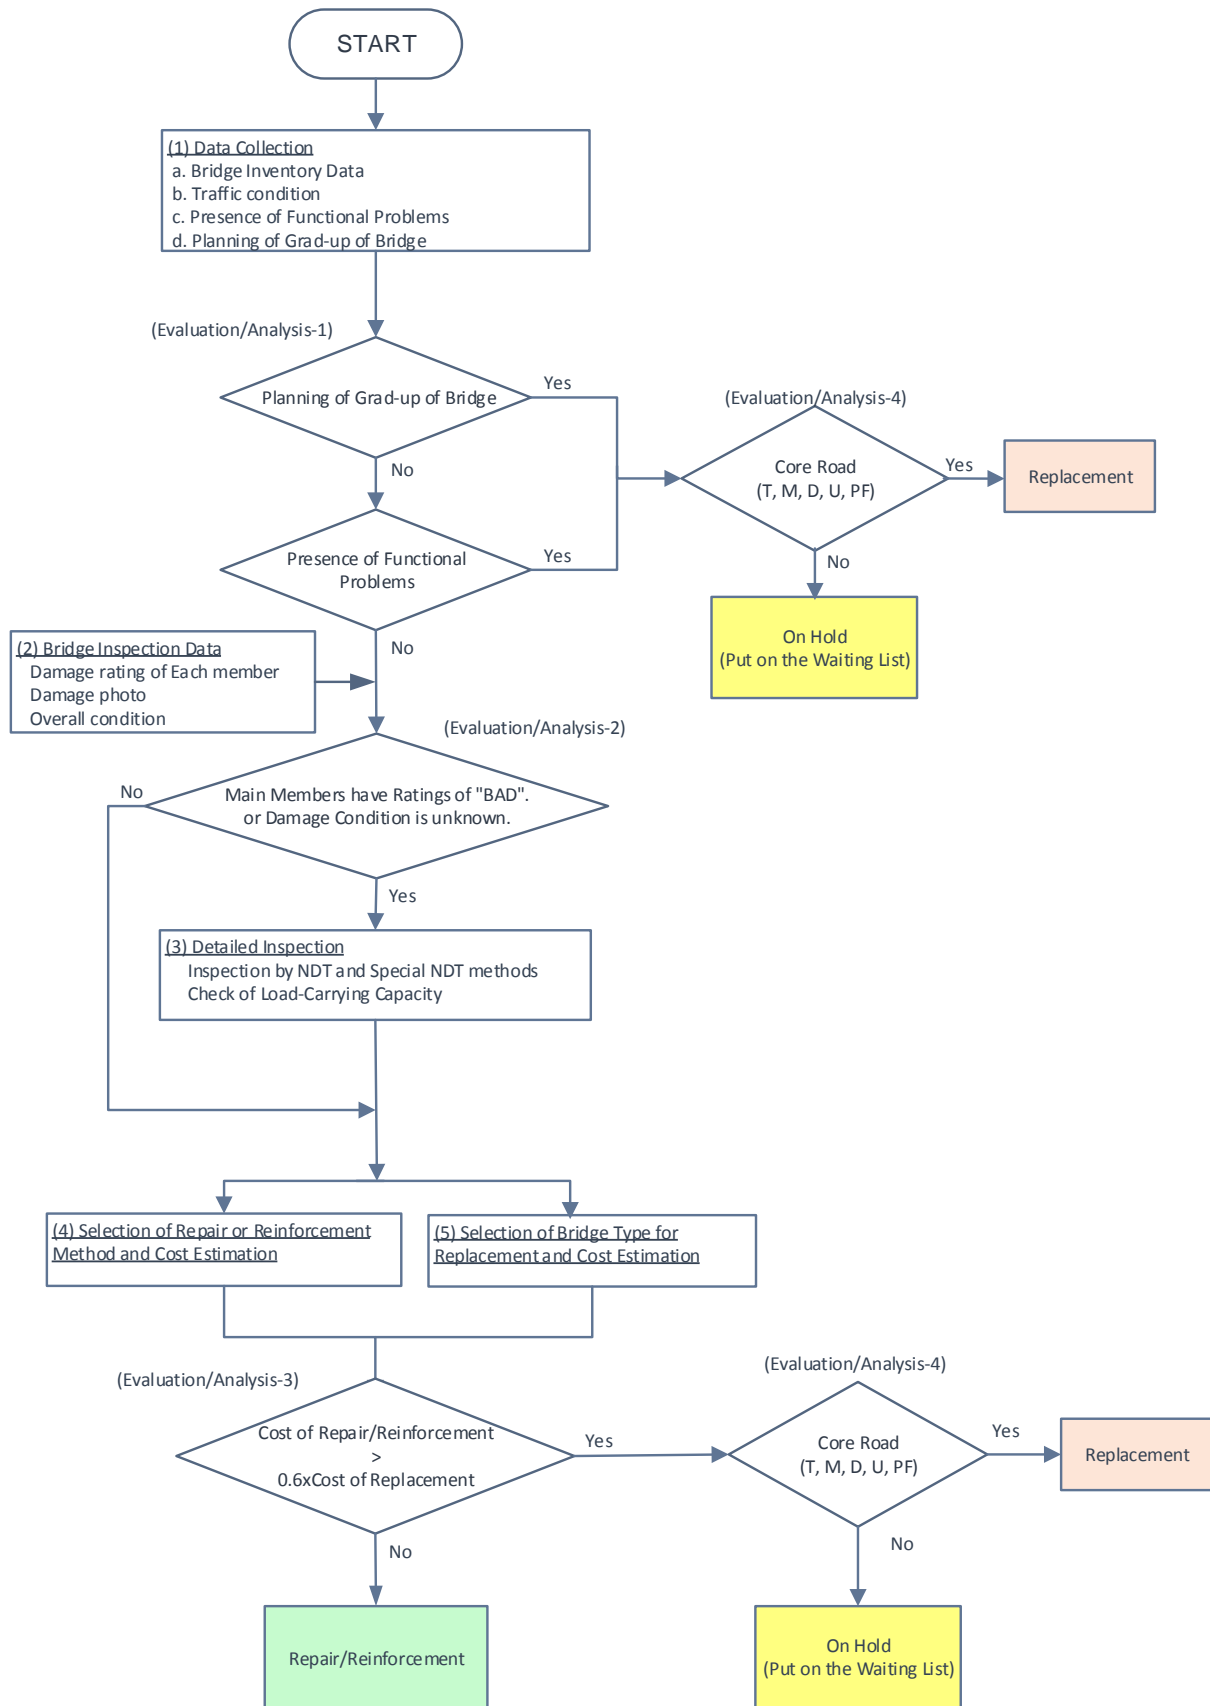 START
(1) Data Collection
a. Bridge Inventory Data
b. Traffic condition
c. Presence of Functional Problems
d. Planning of Grad-up of Bridge
(Evaluation/Analysis-1)
Planning of Grad-up of Bridge
Yes
No
(Evaluation/Analysis-4)
Core Road
(T, M, D, U, PF)
Yes
Replacement
No
On Hold
(Put on the Waiting List)
Presence of Functional
Problems
Yes
No
(2) Bridge Inspection Data
Damage rating of Each member
Damage photo
Overall condition
(Evaluation/Analysis-2)
Main Members have Ratings of "BAD".
or Damage Condition is unknown.
No
Yes
(3) Detailed Inspection
Inspection by NDT and Special NDT methods
Check of Load-Carrying Capacity
(4) Selection of Repair or Reinforcement
Method and Cost Estimation
(5) Selection of Bridge Type for
Replacement and Cost Estimation
(Evaluation/Analysis-3)
Cost of Repair/Reinforcement
>
0.6xCost of Replacement
Yes
No
(Evaluation/Analysis-4)
Core Road
(T, M, D, U, PF)
Yes
Replacement
No
Repair/Reinforcement
On Hold
(Put on the Waiting List)